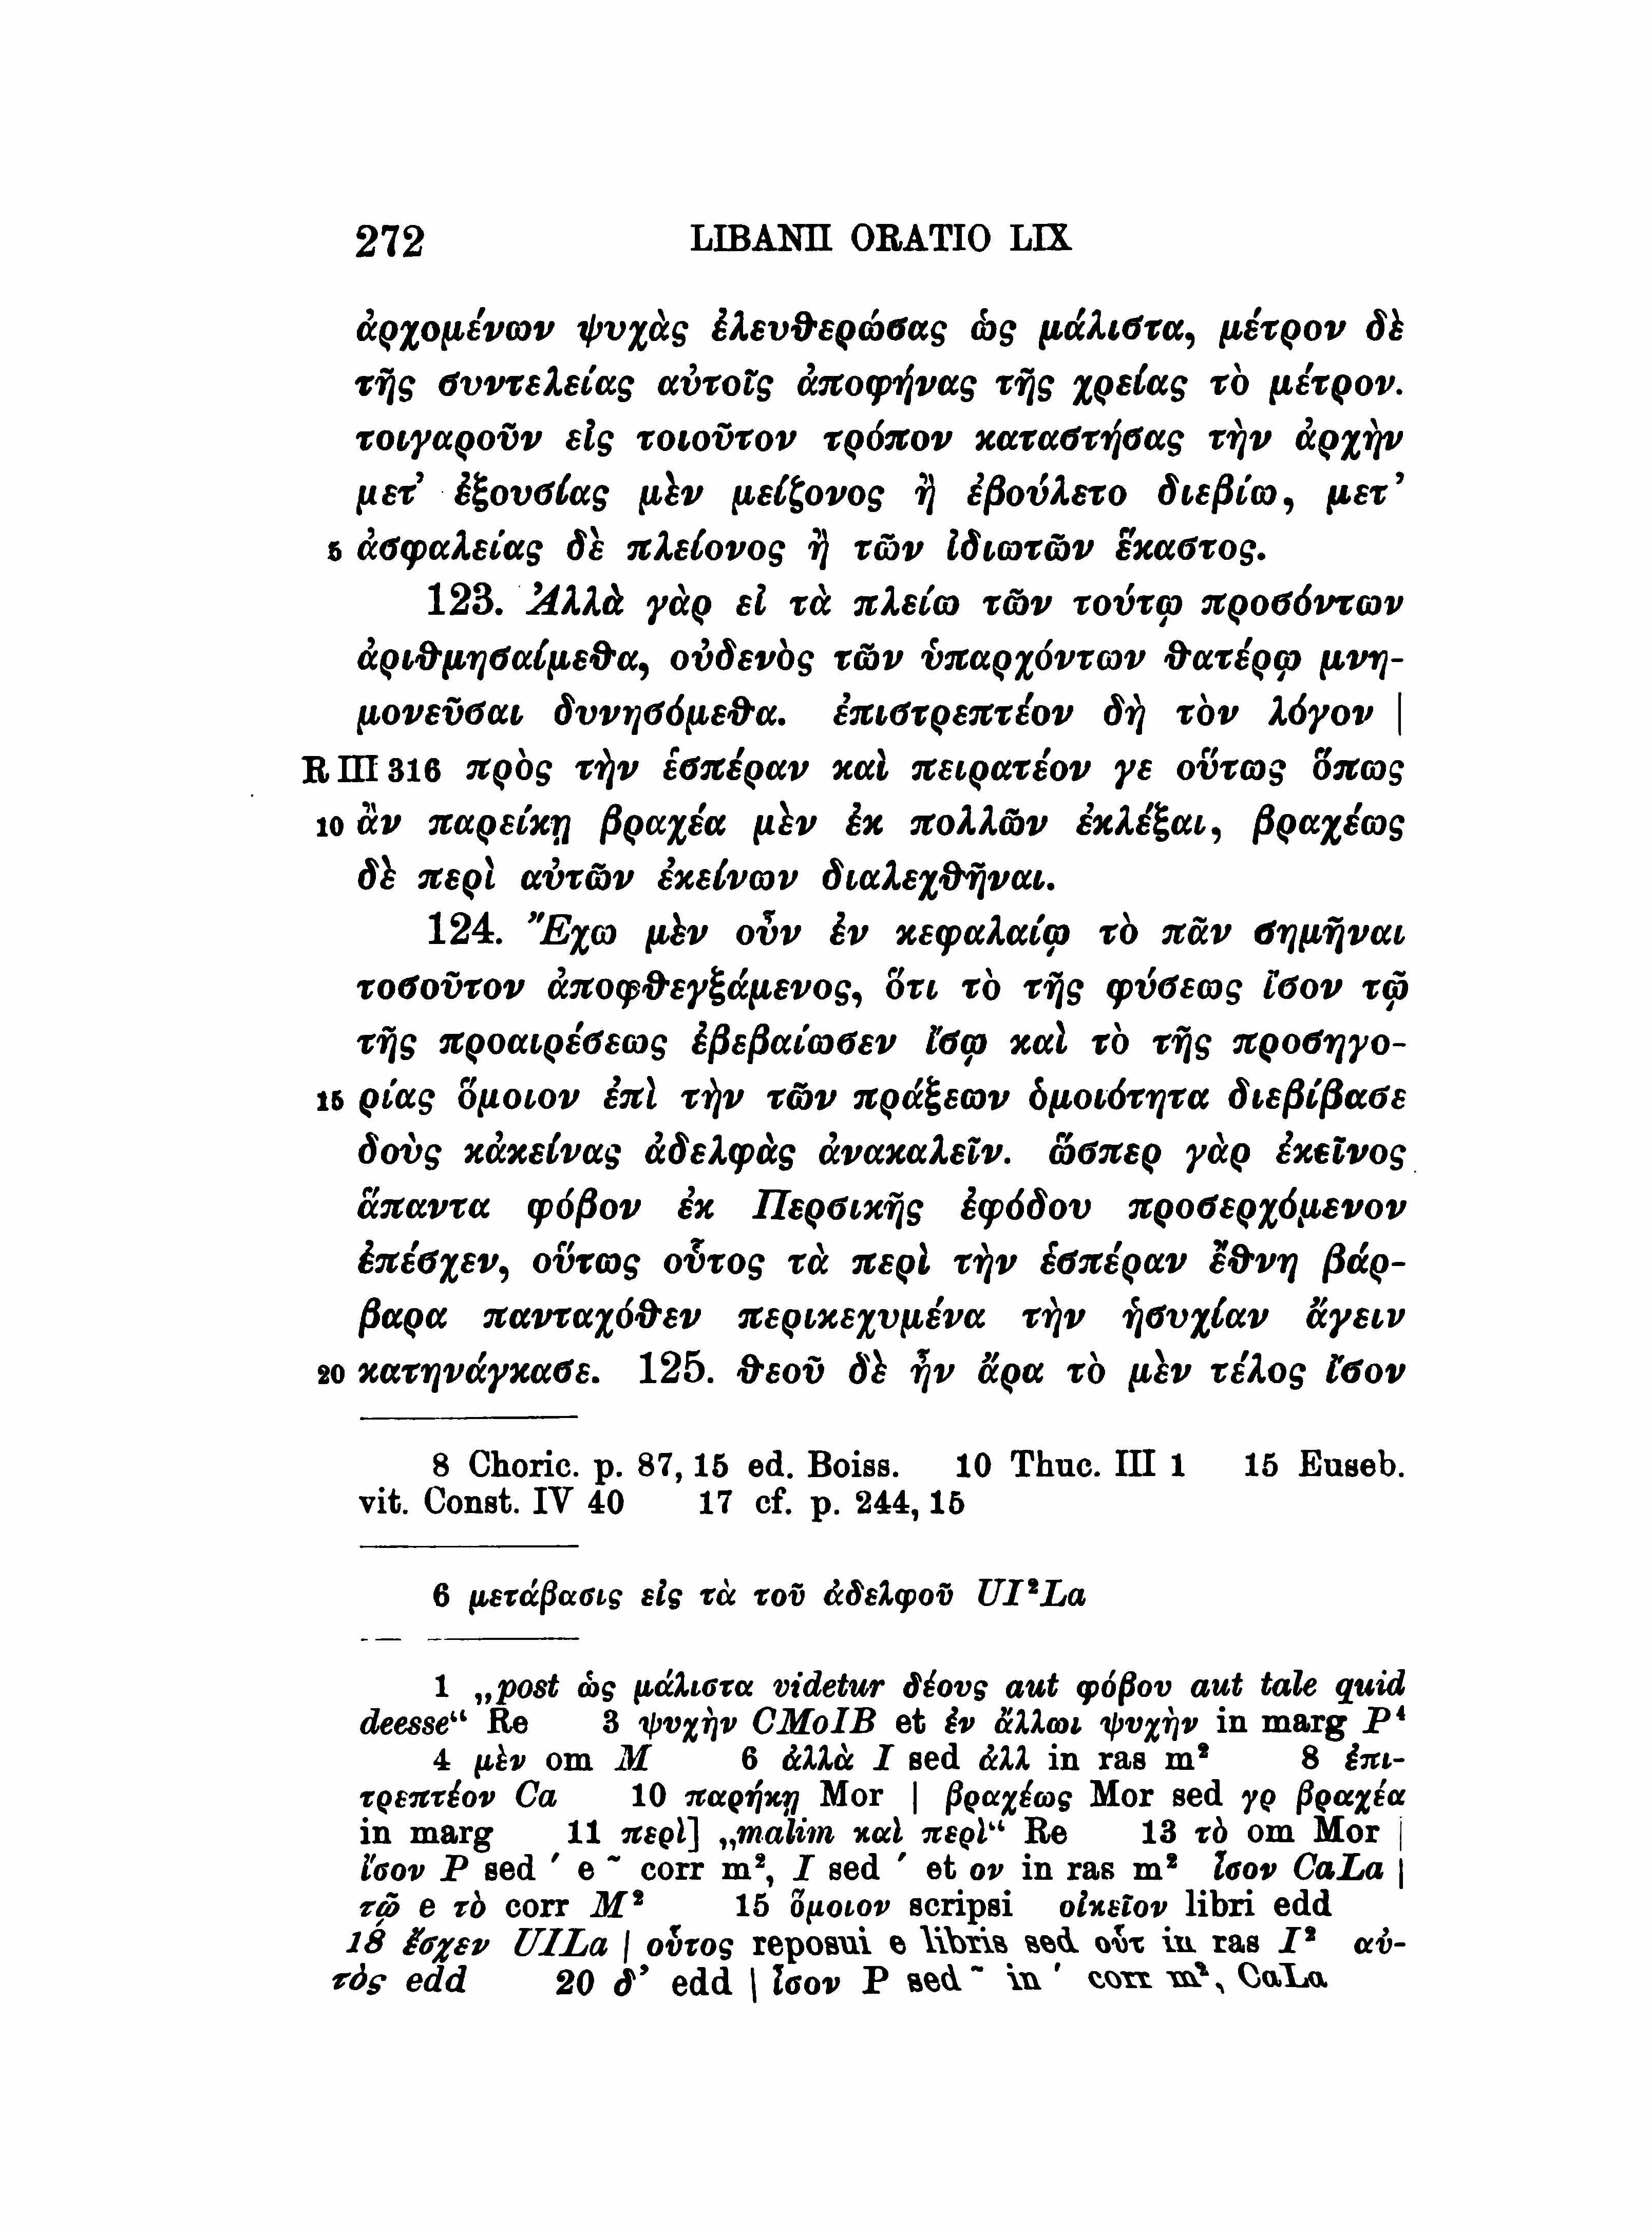 272 LIBANII ORATIO LIX
ἀρχομένων ψυχὰς ἐλευθερώσας ὡς μάλιστα, μέτρον δὲ
τῆς συντελείας αὐτοῖς ἀποφήνας τῆς χρείας τὸ μέτρον.
τοιγαροῦν εἰς τοιοῦτον τρόπον καταστήσας τὴν ἀρχὴν
μετ’ ἐξουσίας μὲν μείζονος ἢ ἐβούλετο διεβίω, μετ’
5 ἀσφαλείας δὲ πλείονος ἢ τῶν ἰδιωτῶν ἕκαστος.
123. Ἀλλὰ γὰρ εἰ τὰ πλείω τῶν τούτῳ προσόντων
ἀριθμησαίμεθα, οὐδενὸς τῶν ὑπαρχόντων θατέρῳ μνη-
μονεῦσαι δυνησόμεθα. ἐπιστρεπτέον δὴ τὸν λόγον |
R III 316 πρὸς τὴν ἑσπέραν καὶ πειρατέον γε οὕτως ὅπως
10 ἂν παρείκῃ βραχέα μὲν ἐκ πολλῶν ἐκλέξαι, βραχέως
δὲ περὶ αὐτῶν ἐκείνων διαλεχθῆναι.
124. Ἔχω μὲν οὖν ἐν κεφαλαίῳ τὸ πᾶν σημῆναι
τοσοῦτον ἀποφθεγξάμενος, ὅτι τὸ τῆς φύσεως ἴσον τῷ
τῆς προαιρέσεως ἐβεβαίωσεν ἴσῳ καὶ τὸ τῆς προσηγο-
15 ρίας ὅμοιον ἐπὶ τὴν τῶν πράξεων ὁμοιότητα διεβίβασε
δοὺς κἀκείνας ἀδελφὰς ἀνακαλεῖν. ὥσπερ γὰρ ἐκεῖνος
ἅπαντα φόβον ἐκ Περσικῆς ἐφόδου προσερχόμενον
ἐπέσχεν, οὕτως οὗτος τὰ περὶ τὴν ἑσπέραν ἔθνη βάρ-
βαρα πανταχόθεν περικεχυμένα τὴν ἡσυχίαν ἄγειν
20 κατηνάγκασε. 125. θεοῦ δὲ ἦν ἄρα τὸ μὲν τέλος ἴσον
8 Choric. p. 87, 15 ed. Boiss. 10 Thuc. III 1 15 Euseb.
vit. Const. IV 40 17 cf. p. 244, 15
6 μετάβασις εἰς τὰ τοῦ ἀδελφοῦ UI²La
1 „post ὡς μάλιστα videtur δέους aut φόβου aut tale quid
deesse“ Re 3 ψυχὴν CMoIB et ἐν ἄλλωι ψυχὴν in marg P⁴
4 μὲν om M 6 ἀλλὰ I sed ἀλλ in ras m² 8 ἐπι-
τρεπτέον Ca 10 παρήκῃ Mor | βραχέως Mor sed γρ βραχέα
in marg 11 περὶ] „malim καὶ περὶ“ Re 13 τὸ om Mor |
ἴσον P sed ´ e ῀ corr m², I sed ´ et ον in ras m² ἶσον CaLa |
τῷ e τὸ corr M² 15 ὅμοιον scripsi οἰκεῖον libri edd
18 ἔσχεν UILa | οὗτος reposui e libris sed οὗτ in ras I² αὐ-
τὸς edd 20 δ’ edd | ἶσον P sed ῀ in ´ corr m², CaLa